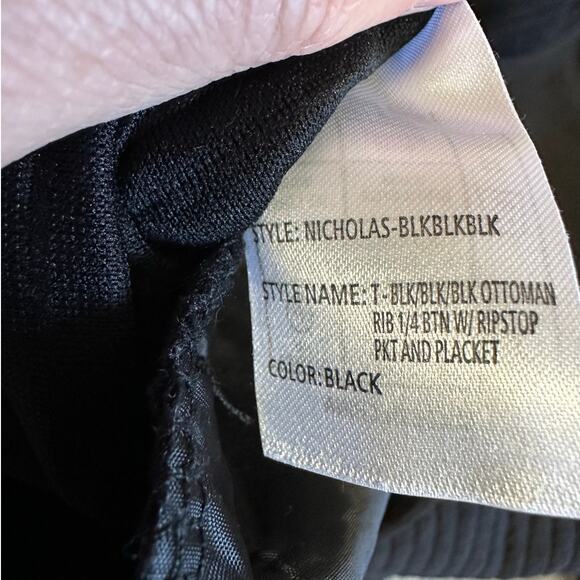 STYLE: NICHOLAS-BLKBLKBLK
STYLE NAME: T-BLK/BLK/BLK OTTOMAN
RIB 1/4 BTN W/ RIPSTOP
PKT AND PLACKET
COLOR: BLACK